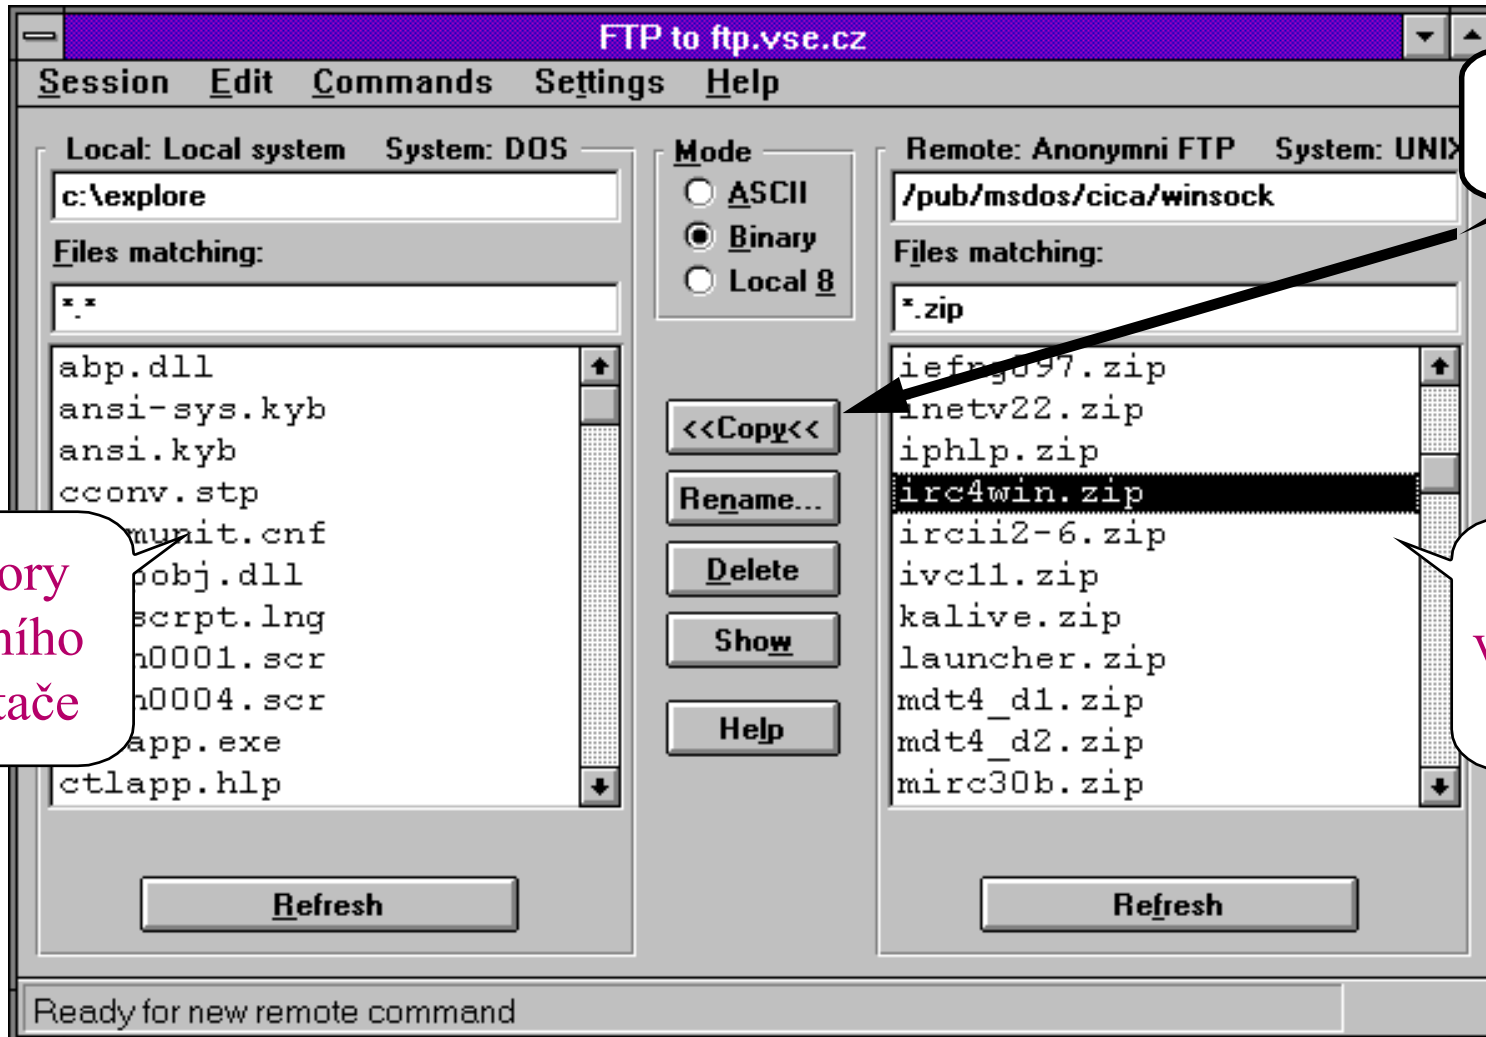 FTP to ftp.vse.cz
Session Edit Commands Settings Help
Local: Local system System: DOS
c:\explore
Files matching:
*.*
abp.dll
ansi-sys.kyb
ansi.kyb
cconv.stp
munit.cnf
obj.dll
scrpt.lng
0001.scr
0004.scr
app.exe
ctlapp.hlp
Refresh
ory
ního
tače
Mode
ASCII
Binary
Local 8
<<Copy<<
Rename...
Delete
Show
Help
Remote: Anonymni FTP System: UNIX
/pub/msdos/cica/winsock
Files matching:
*.zip
inetv22.zip
iphlp.zip
irc4win.zip
ircii2-6.zip
ivc11.zip
kalive.zip
launcher.zip
mdt4_d1.zip
mdt4_d2.zip
mirc30b.zip
Refresh
Ready for new remote command